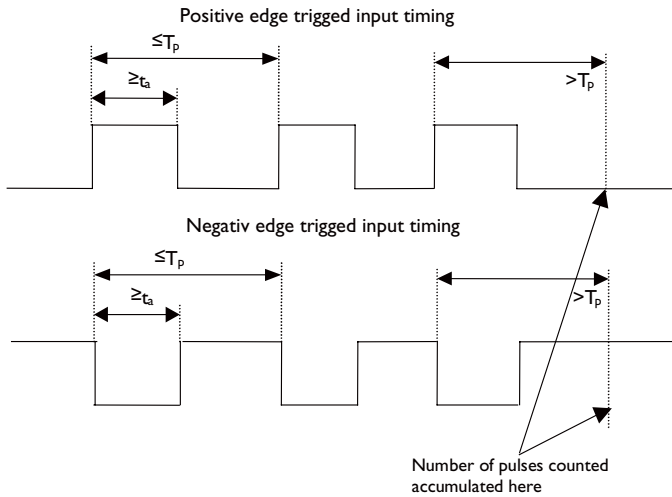 Positive edge trigged input timing
≤Tp
≥ta
>Tp
Negativ edge trigged input timing
≤Tp
≥ta
>Tp
Number of pulses counted
accumulated here